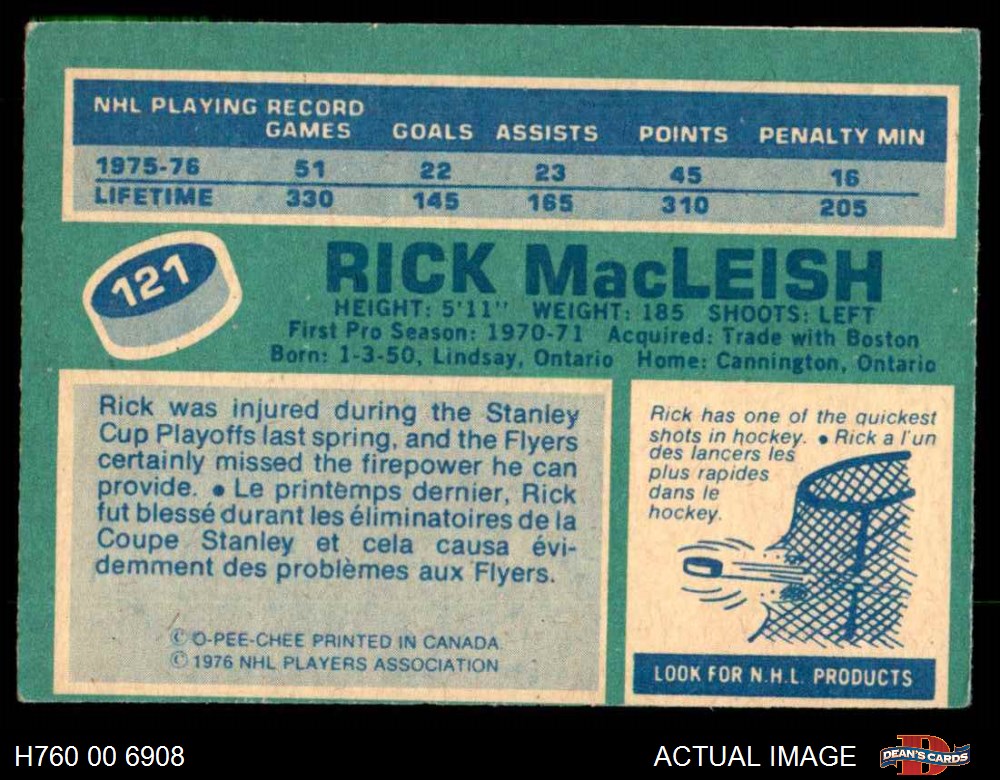 NHL PLAYING RECORD
GAMES GOALS ASSISTS POINTS PENALTY MIN
1975-76 51 22 23 45 16
LIFETIME 330 145 165 310 205
121
RICK MacLEISH
HEIGHT: 5'11" WEIGHT: 185 SHOOTS: LEFT
First Pro Season: 1970-71 Acquired: Trade with Boston
Born: 1-3-50, Lindsay, Ontario Home: Cannington, Ontario
Rick was injured during the Stanley
Cup Playoffs last spring, and the Flyers
certainly missed the firepower he can
provide. • Le printemps dernier, Rick
fut blessé durant les éliminatoires de la
Coupe Stanley et cela causa évi-
demment des problèmes aux Flyers.
© O-PEE-CHEE PRINTED IN CANADA.
© 1976 NHL PLAYERS ASSOCIATION
Rick has one of the quickest
shots in hockey. • Rick a l'un
des lancers les
plus rapides
dans le
hockey.
LOOK FOR N.H.L. PRODUCTS
H760 00 6908
ACTUAL IMAGE
D
DEAN'S CARDS